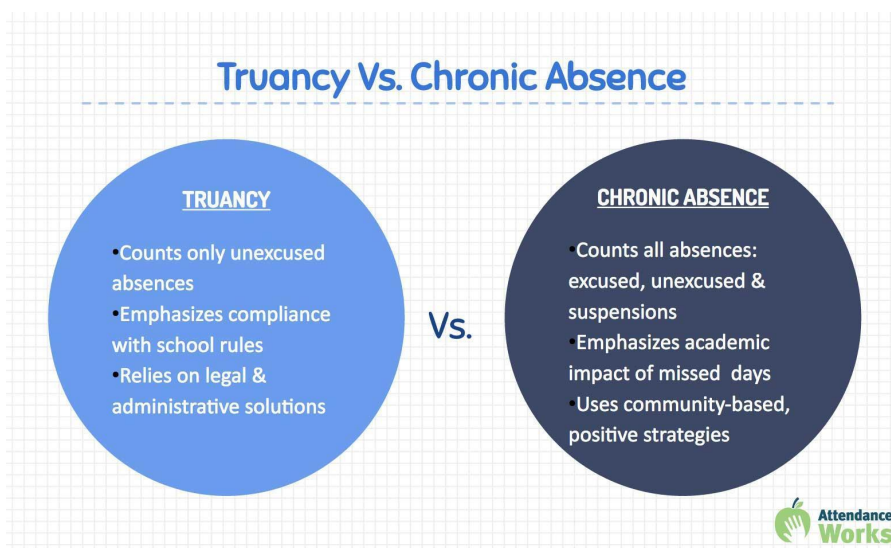 Truancy Vs. Chronic Absence
TRUANCY
•Counts only unexcused
absences
•Emphasizes compliance
with school rules
•Relies on legal &
administrative solutions
Vs.
CHRONIC ABSENCE
•Counts all absences:
excused, unexcused &
suspensions
•Emphasizes academic
impact of missed days
•Uses community-based,
positive strategies
Attendance
Works